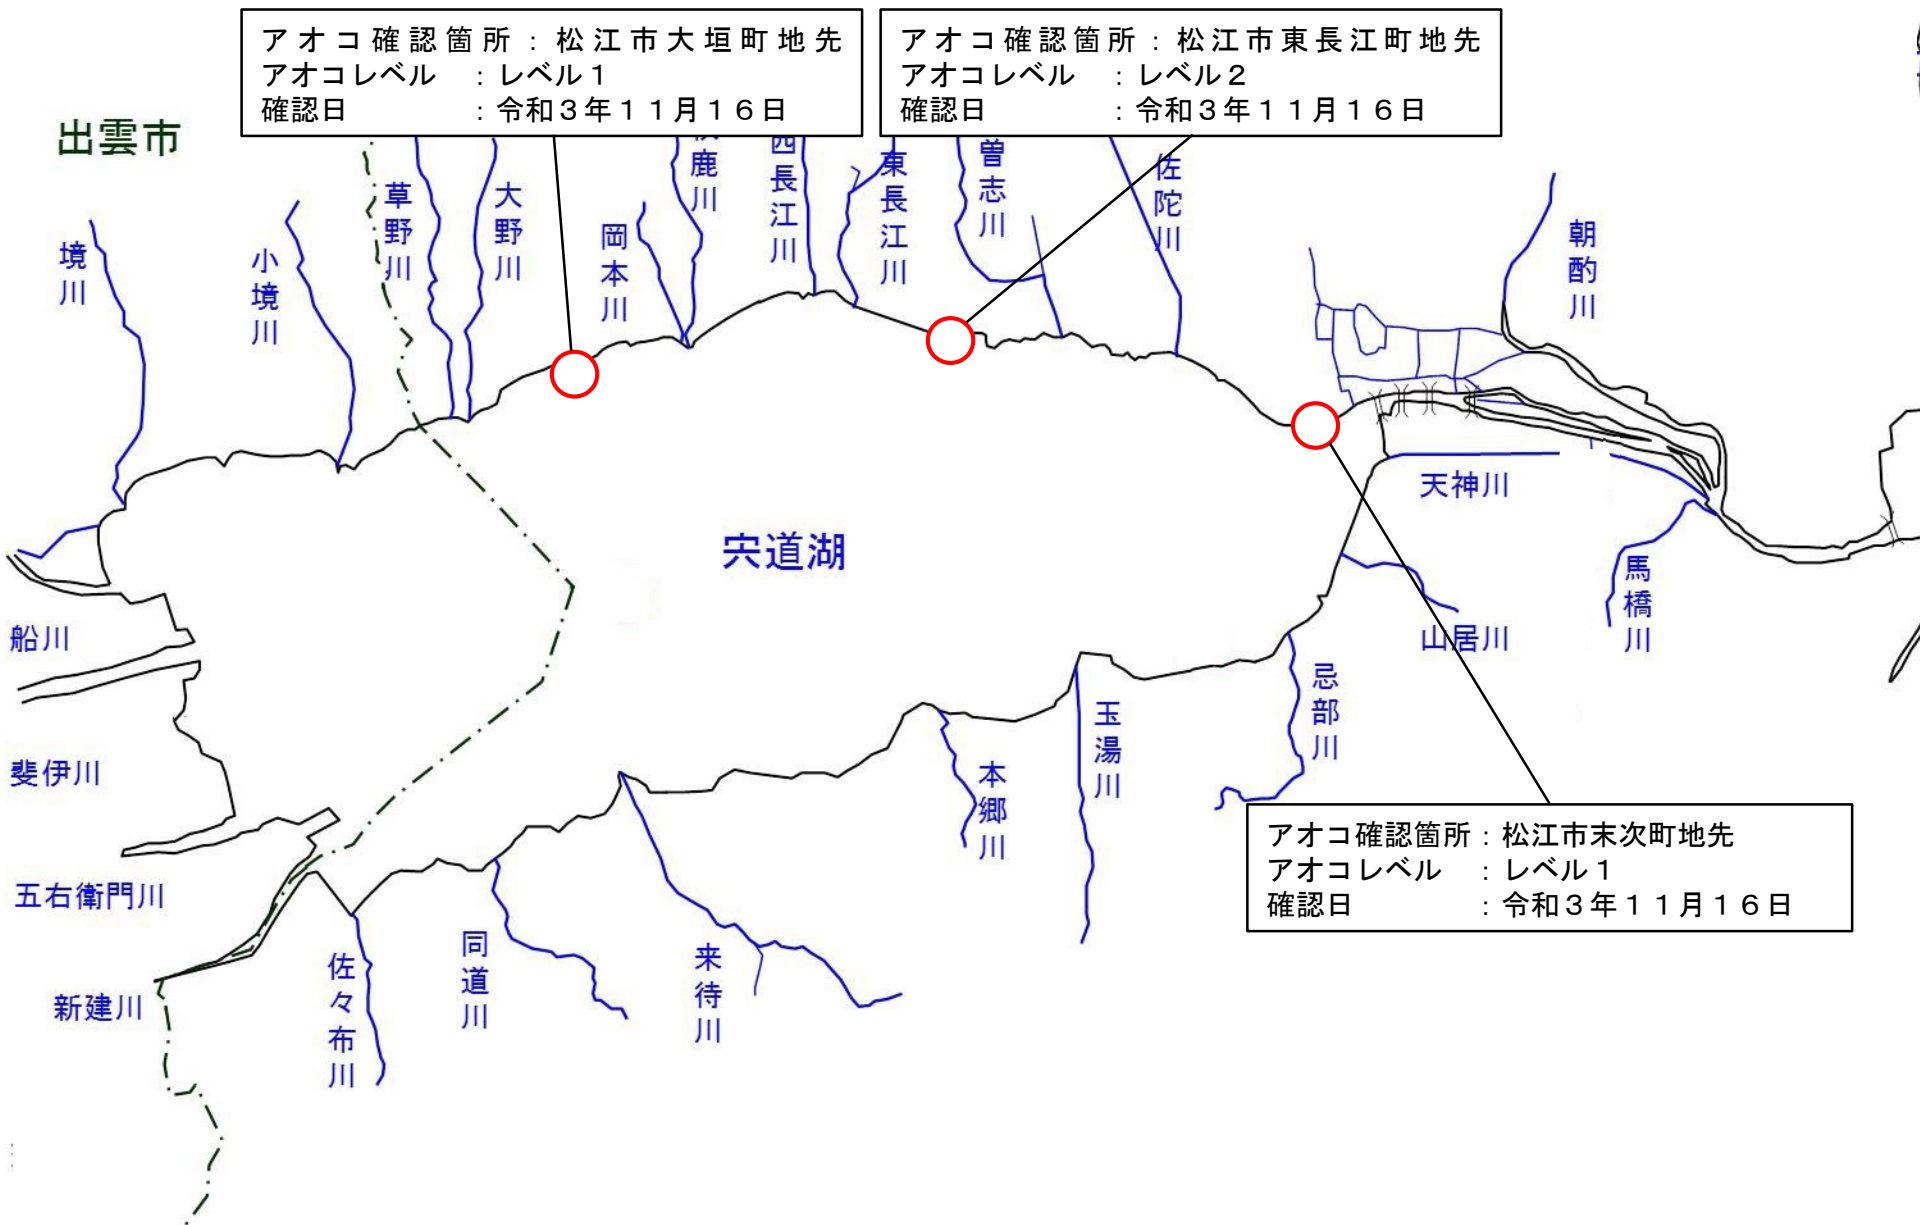 アオコ確認箇所：松江市大垣町地先
アオコレベル　：レベル１
確認日　　　　：令和３年１１月１６日
アオコ確認箇所：松江市東長江町地先
アオコレベル　：レベル２
確認日　　　　：令和３年１１月１６日
出雲市
境川
小境川
草野川
大野川
岡本川
鹿川
西長江川
東長江川
曽志川
佐陀川
朝酌川
宍道湖
天神川
馬橋川
山居川
忌部川
玉湯川
本郷川
船川
斐伊川
五右衛門川
新建川
佐々布川
同道川
来待川
アオコ確認箇所：松江市末次町地先
アオコレベル　：レベル１
確認日　　　　：令和３年１１月１６日